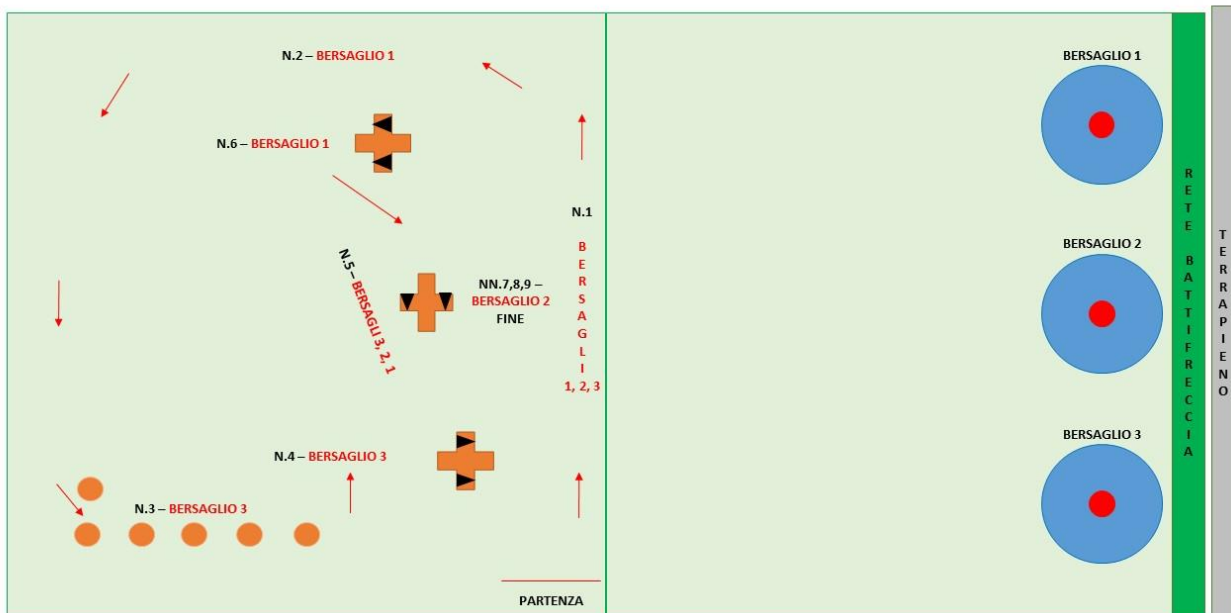 N.2 – BERSAGLIO 1
N.6 – BERSAGLIO 1
N.1
BERSAGLI
1, 2, 3
N.5 – BERSAGLI 3, 2, 1
NN.7,8,9 –
BERSAGLIO 2
FINE
N.4 – BERSAGLIO 3
N.3 – BERSAGLIO 3
PARTENZA
BERSAGLIO 1
BERSAGLIO 2
BERSAGLIO 3
RETE BATTIFRECCIA
TERRAPIENO